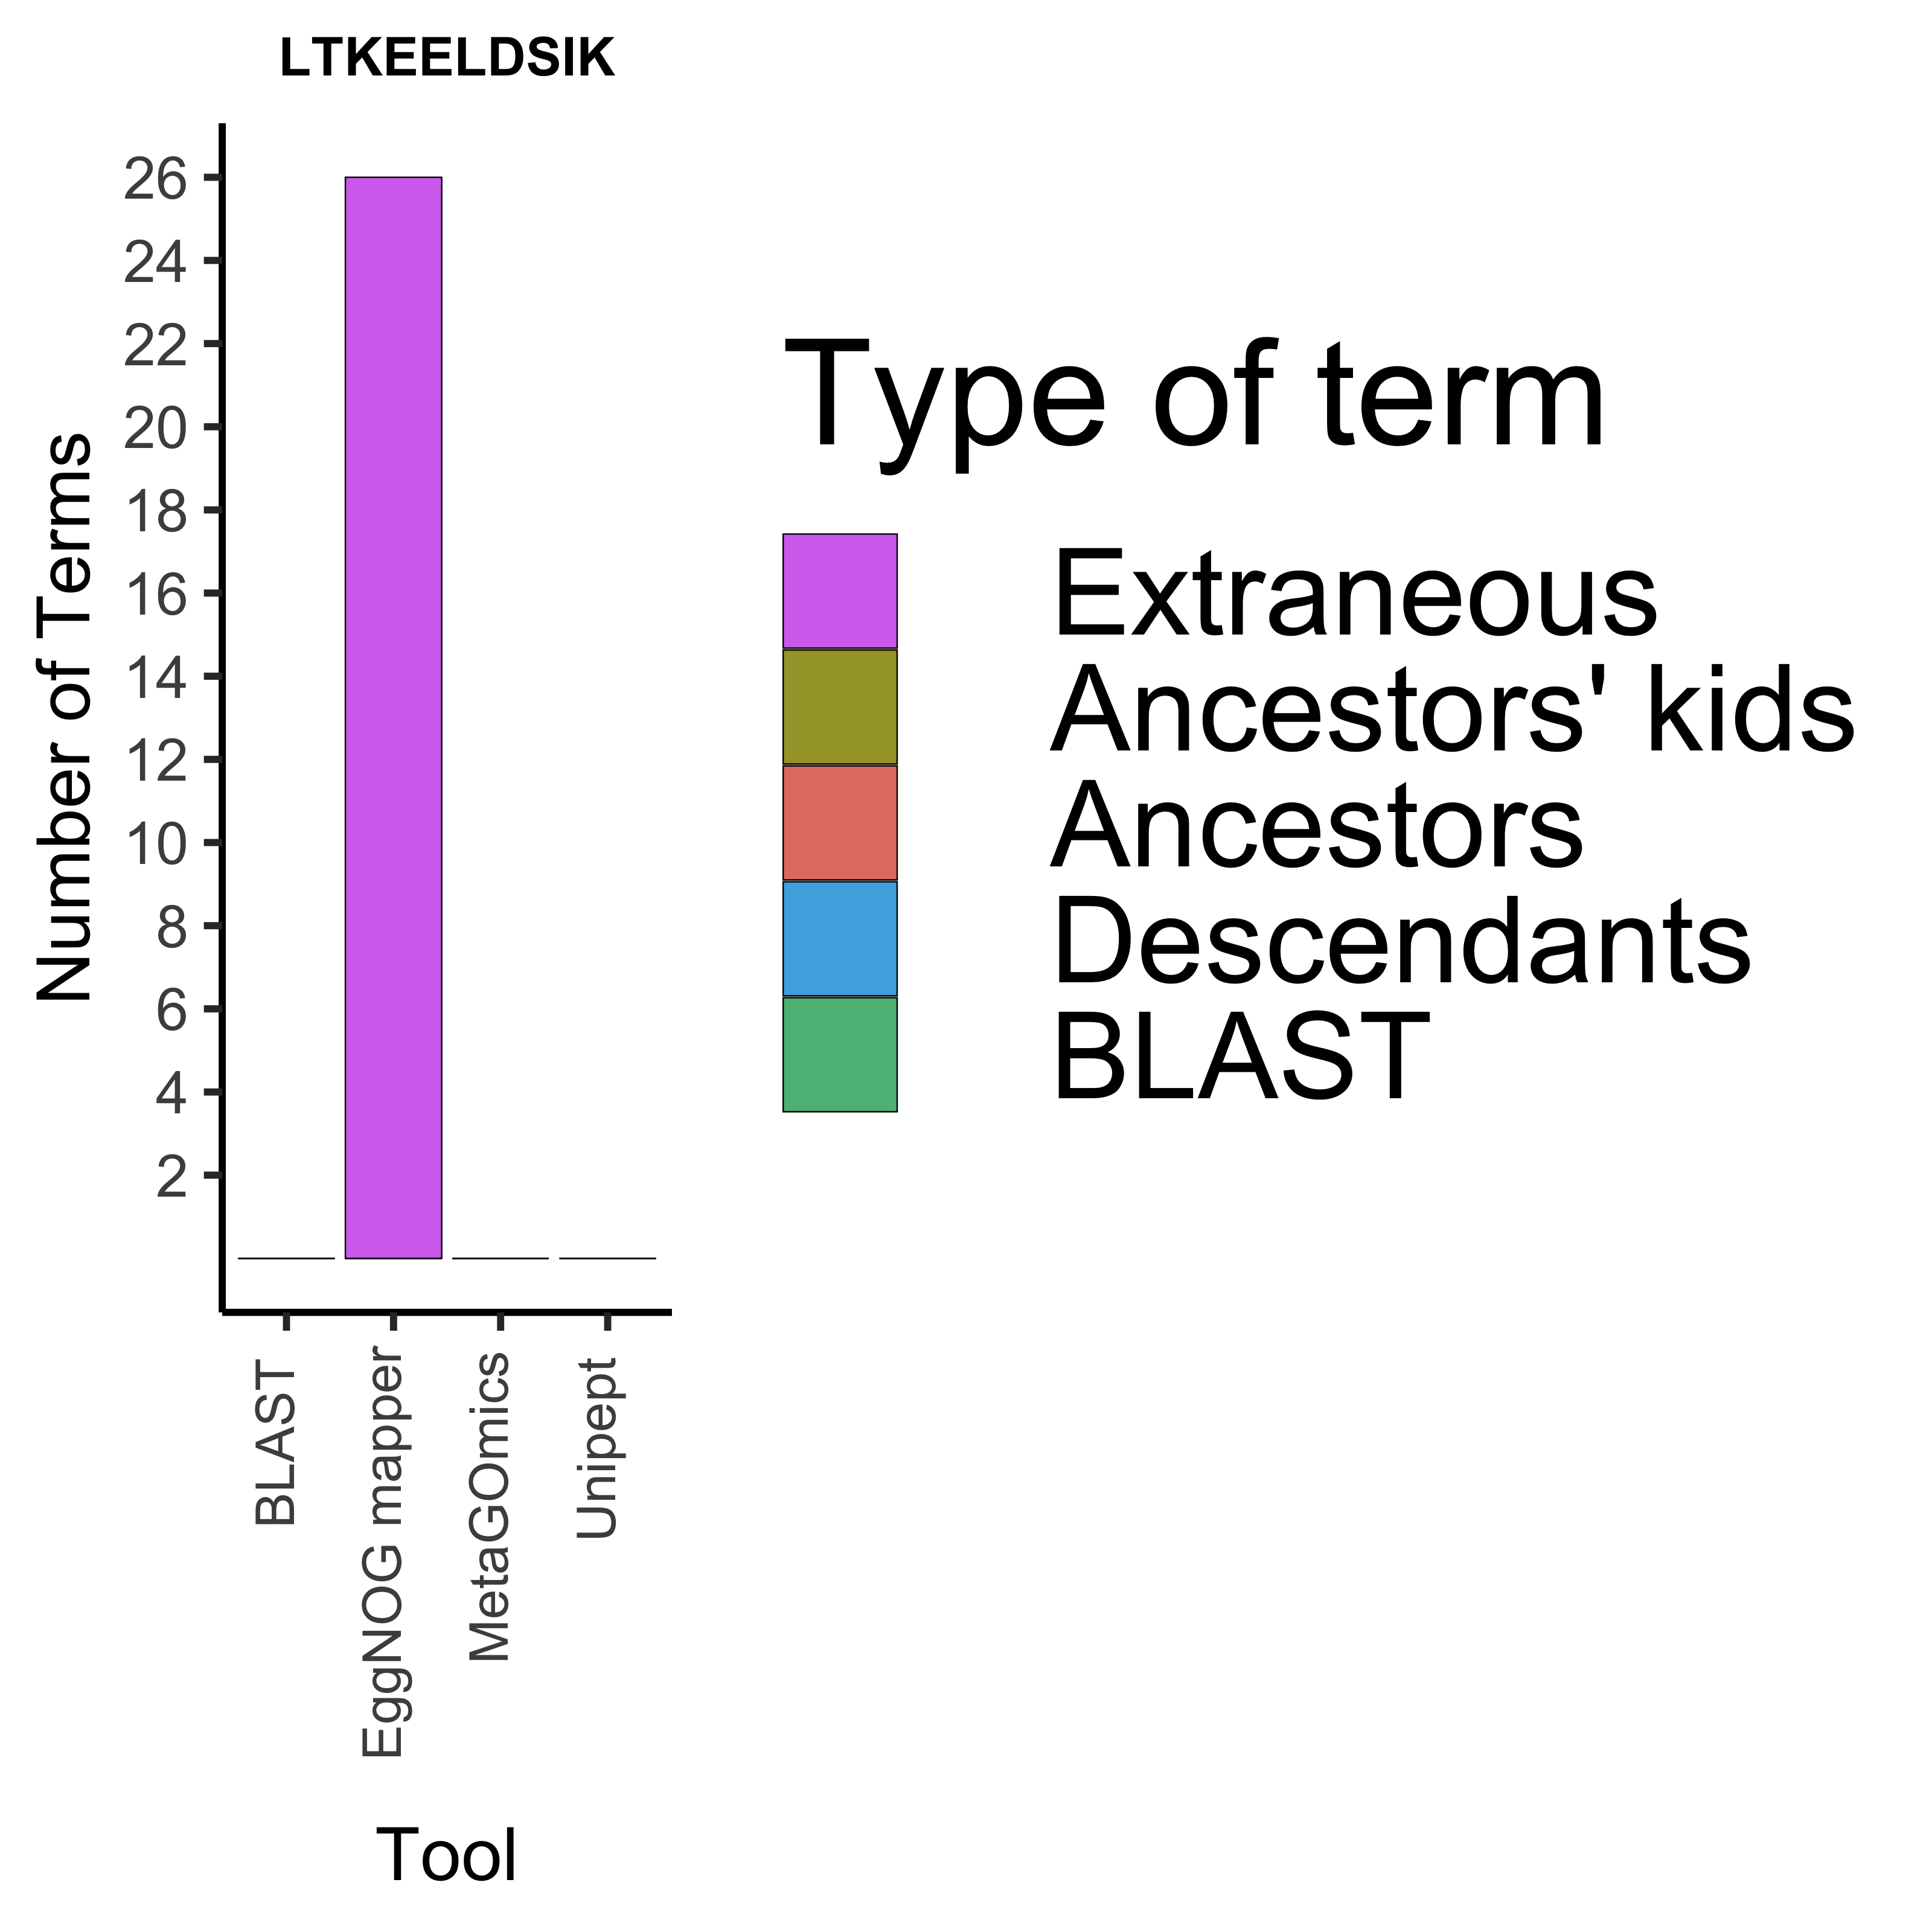 LTKEELDSIK
Number of Terms
26
24
22
20
18
16
14
12
10
8
6
4
2
BLAST
EggNOG mapper
MetaGOmics
Unipept
Tool
Type of term
Extraneous
Ancestors' kids
Ancestors
Descendants
BLAST